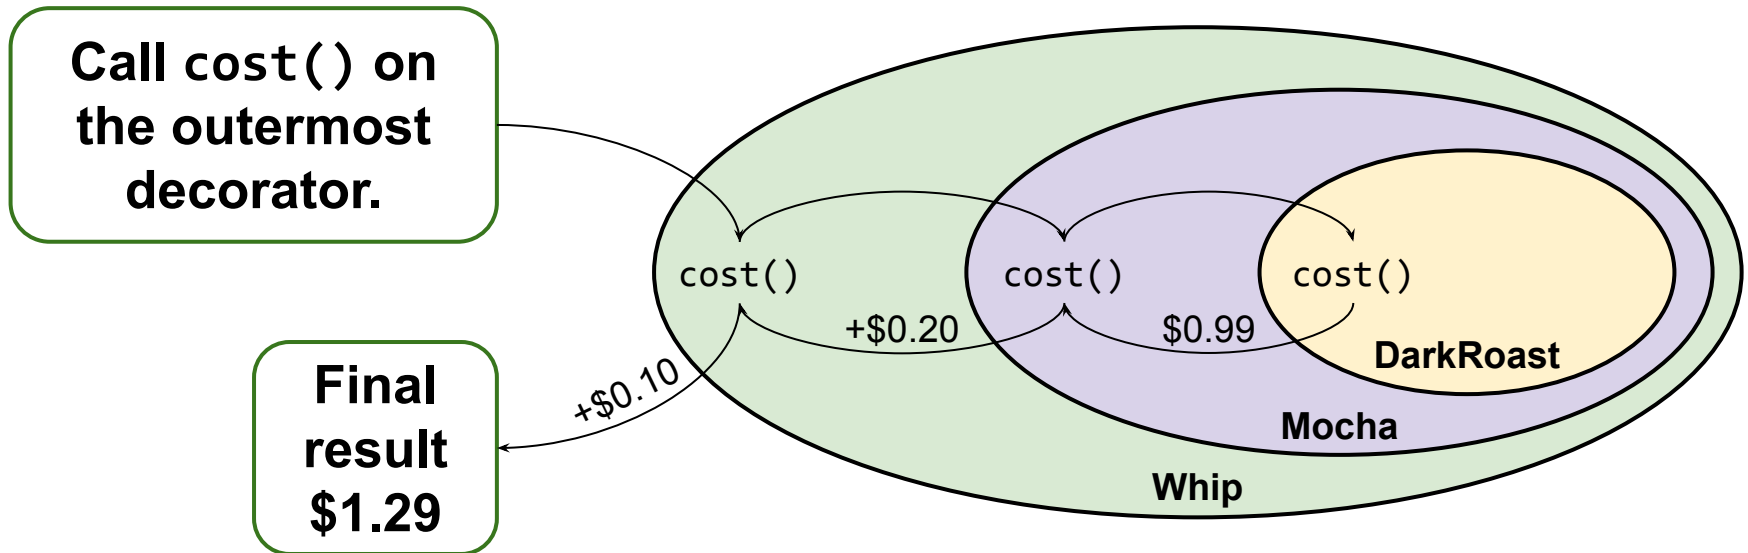 Call cost() on
the outermost
decorator.
cost()
cost()
cost()
+$0.20
$0.99
DarkRoast
+$0.10
Mocha
Whip
Final
result
$1.29